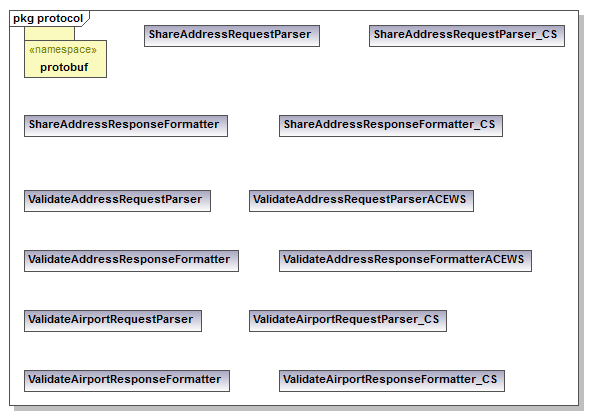 pkg protocol
«namespace»
protobuf
ShareAddressRequestParser
ShareAddressRequestParser_CS
ShareAddressResponseFormatter
ShareAddressResponseFormatter_CS
ValidateAddressRequestParser
ValidateAddressRequestParserACEWS
ValidateAddressResponseFormatter
ValidateAddressResponseFormatterACEWS
ValidateAirportRequestParser
ValidateAirportRequestParser_CS
ValidateAirportResponseFormatter
ValidateAirportResponseFormatter_CS